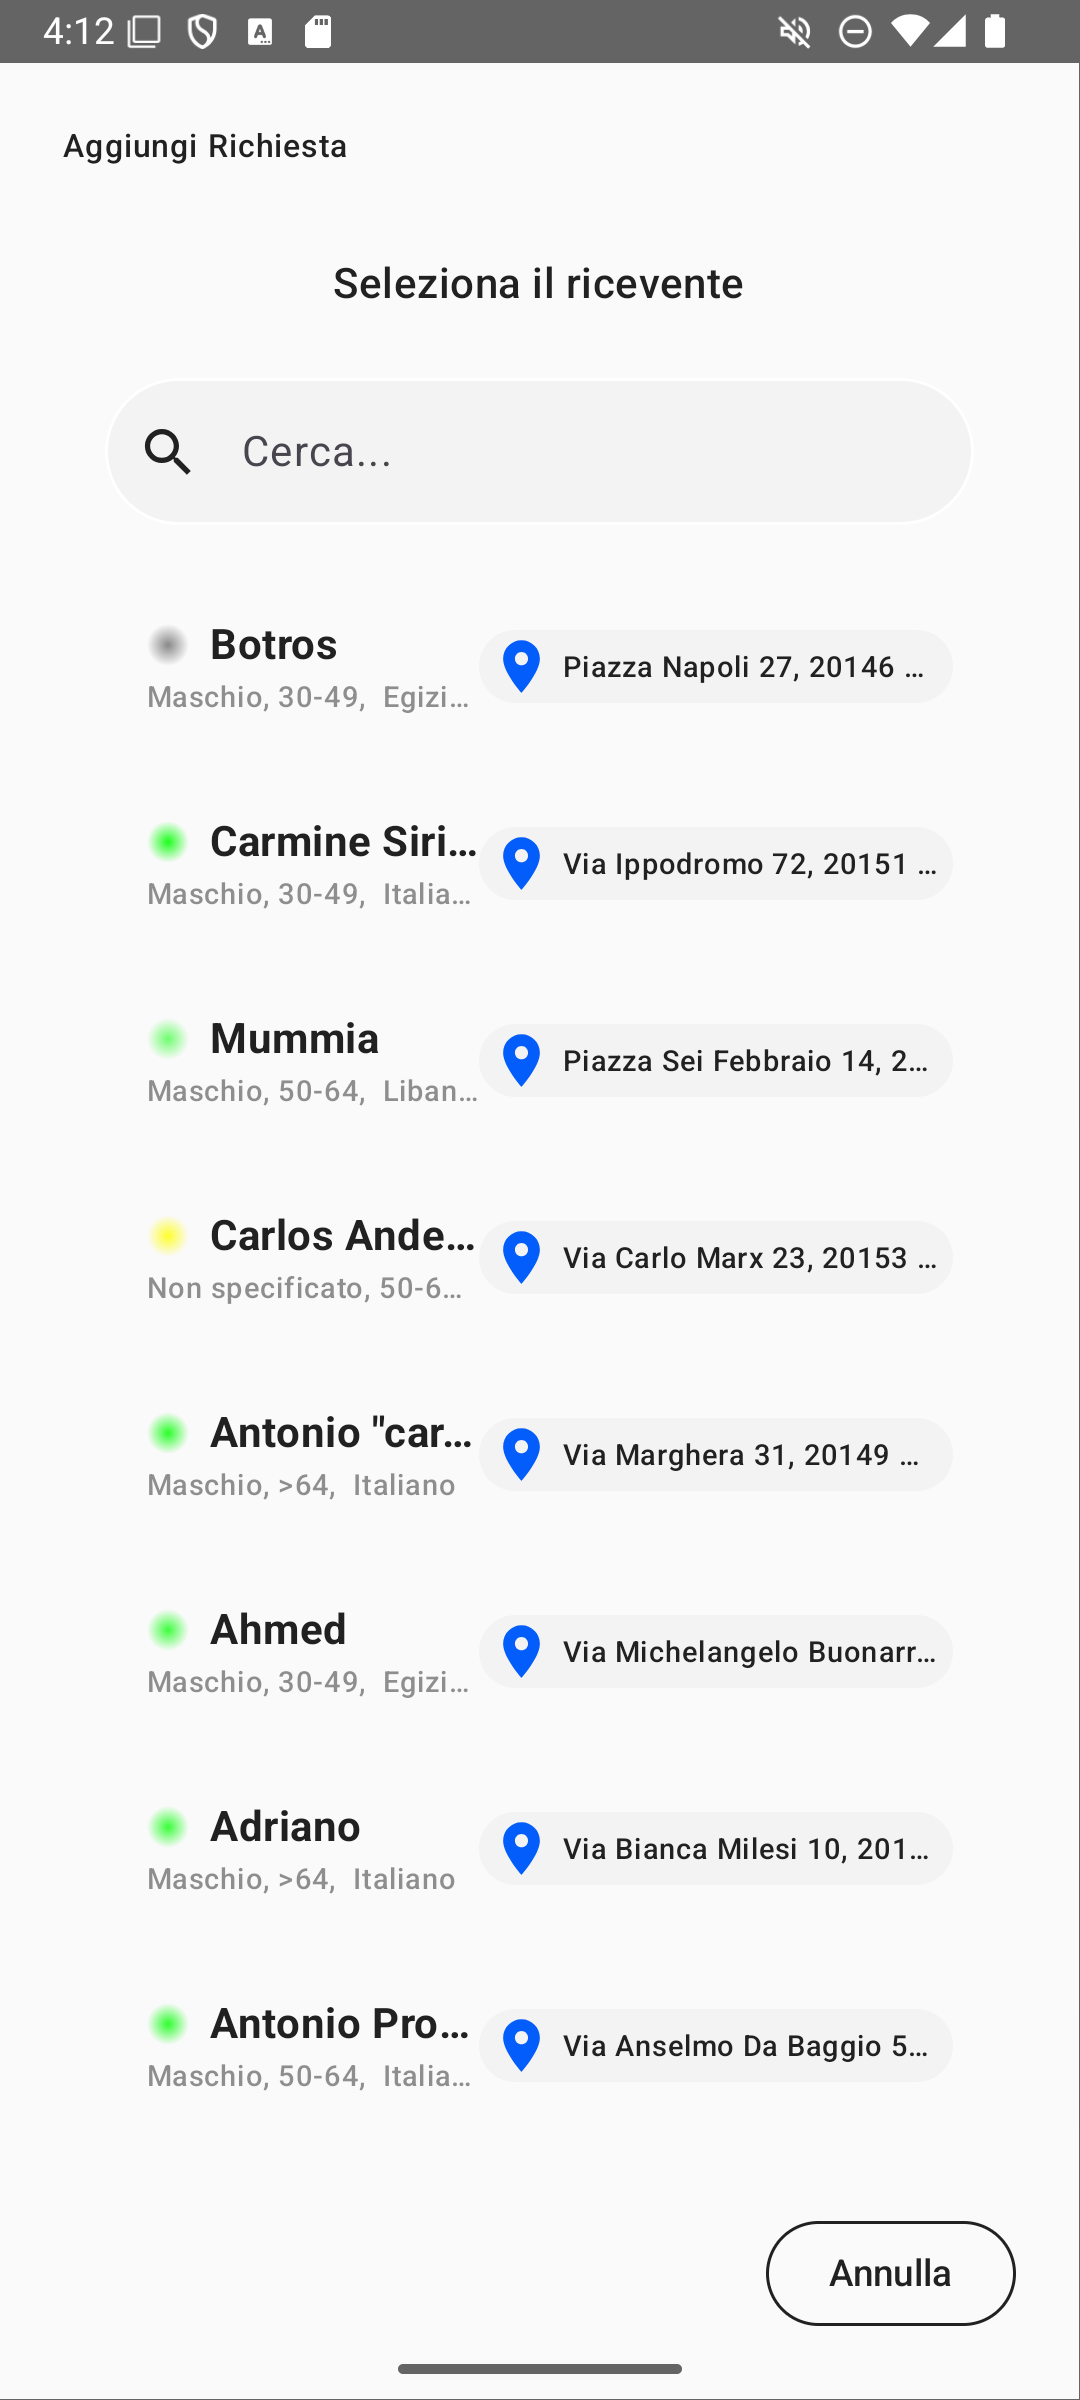 4:12
Aggiungi Richiesta
Seleziona il ricevente
Cerca...
Botros
Maschio, 30-49,  Egizi...
Piazza Napoli 27, 20146 ...
Carmine Siri...
Maschio, 30-49,  Italia...
Via Ippodromo 72, 20151 ...
Mummia
Maschio, 50-64,  Liban...
Piazza Sei Febbraio 14, 2...
Carlos Ande...
Non specificato, 50-6...
Via Carlo Marx 23, 20153 ...
Antonio "car...
Maschio, >64,  Italiano
Via Marghera 31, 20149 ...
Ahmed
Maschio, 30-49,  Egizi...
Via Michelangelo Buonarr...
Adriano
Maschio, >64,  Italiano
Via Bianca Milesi 10, 201...
Antonio Pro...
Maschio, 50-64,  Italia...
Via Anselmo Da Baggio 5...
Annulla